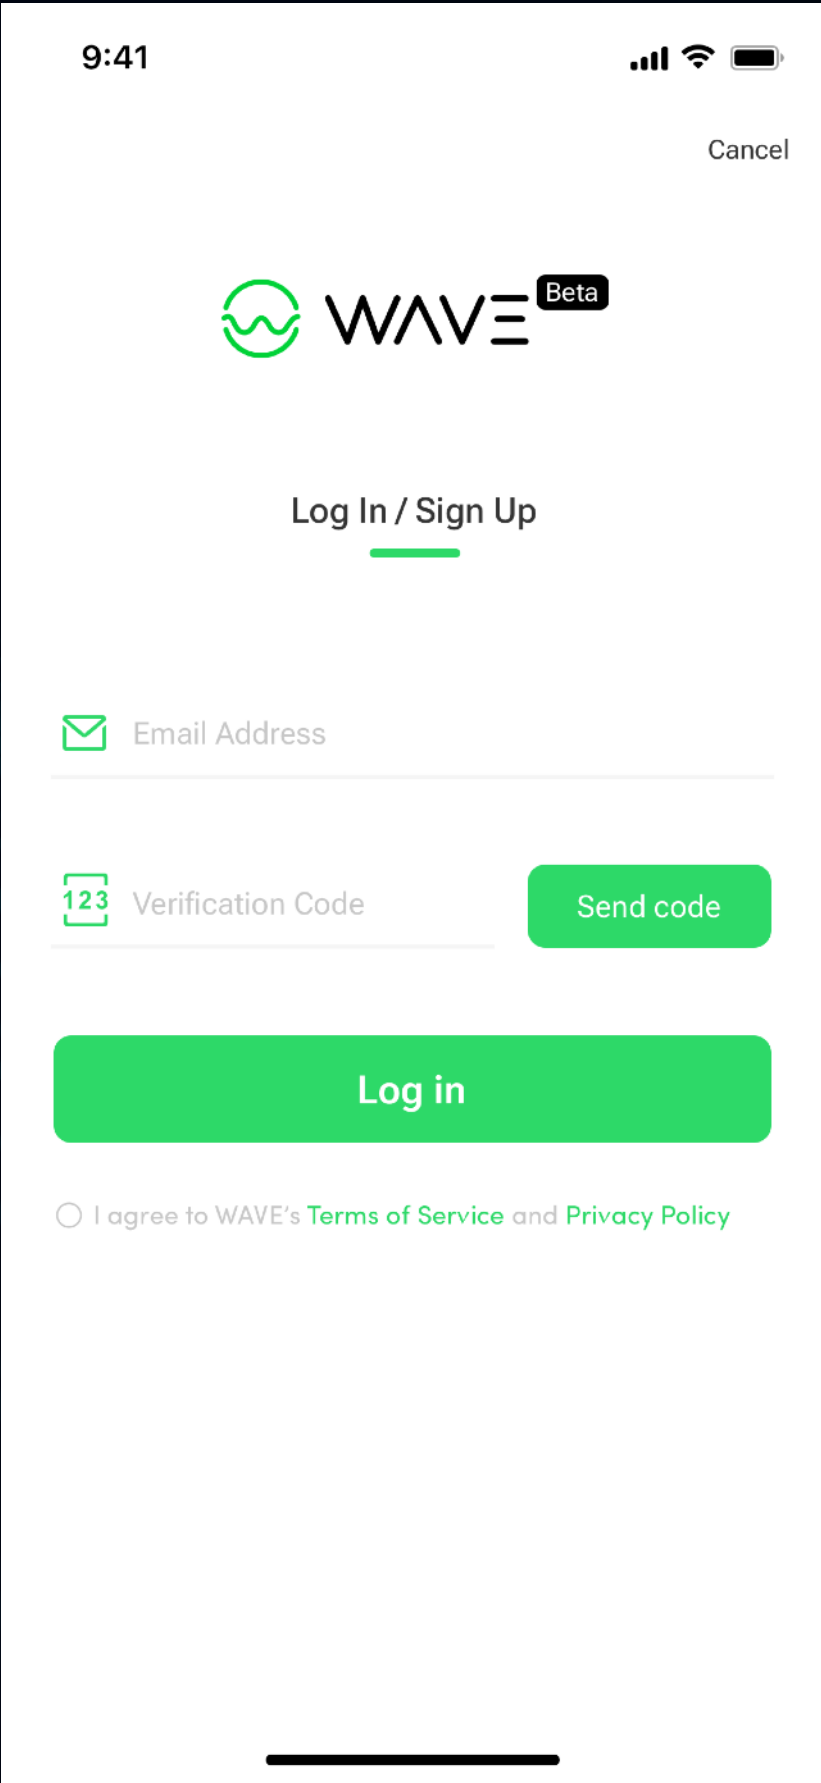 9:41
Cancel
WAVE Beta
Log In / Sign Up
Email Address
123 Verification Code
Send code
Log in
I agree to WAVE’s Terms of Service and Privacy Policy